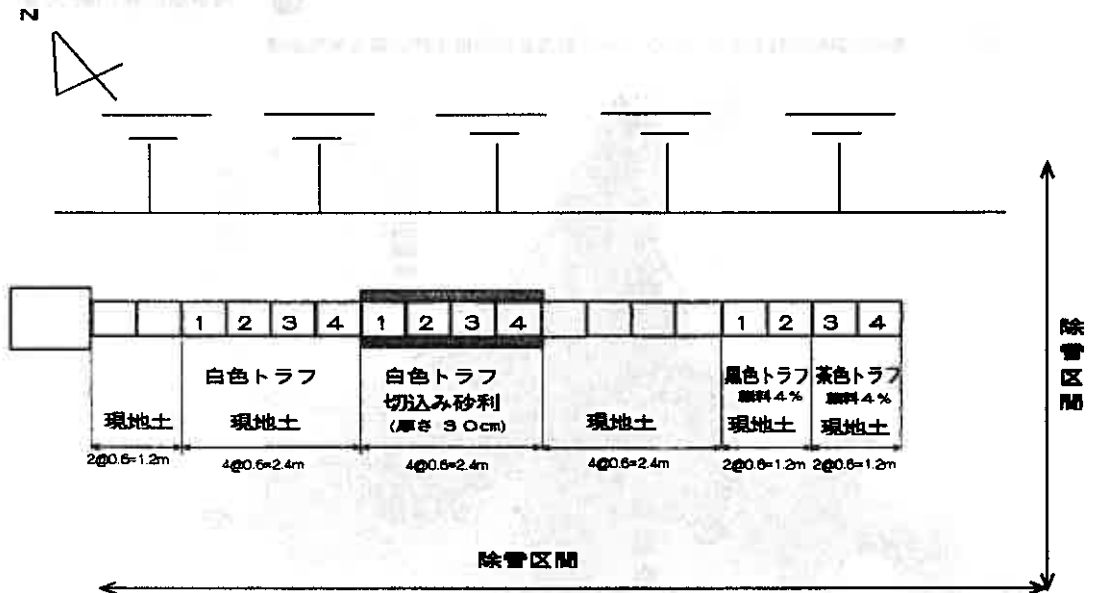 N
1 2 3 4 1 2 3 4 1 2 3 4
白色トラフ
現地土
白色トラフ
切込み砂利
(厚さ30cm)
黒色トラフ
顔料4%
現地土
茶色トラフ
顔料4%
現地土
現地土
現地土
2@0.6=1.2m
4@0.6=2.4m
4@0.6=2.4m
4@0.6=2.4m
2@0.6=1.2m
2@0.6=1.2m
除雪区間
除雪区間